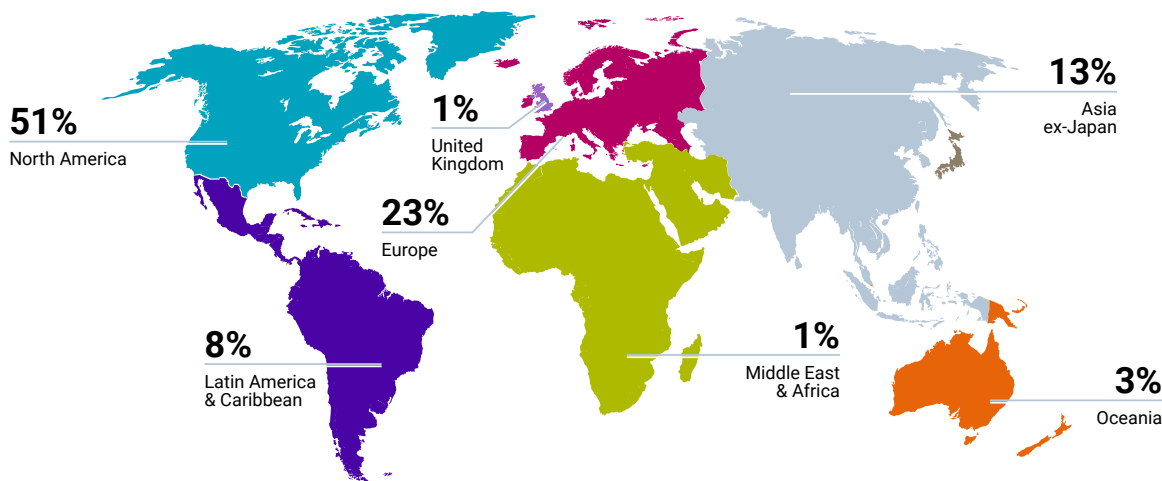 51%
North America
1%
United
Kingdom
23%
Europe
8%
Latin America
& Caribbean
1%
Middle East
& Africa
13%
Asia
ex-Japan
3%
Oceania